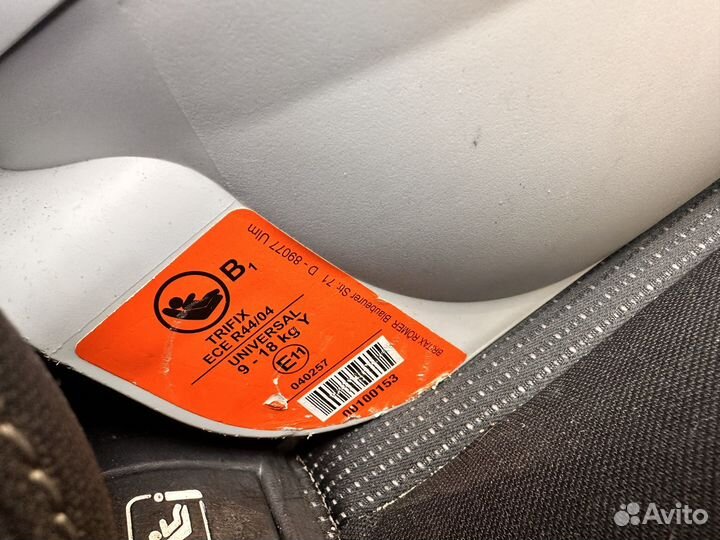 B1
TRIFIX
ECE R44/04
UNIVERSAL
9 - 18 kg Y
E11
040257
00100153
BRITAX RÖMER Blaubeurer Str. 71 D - 89077 Ulm
Avito